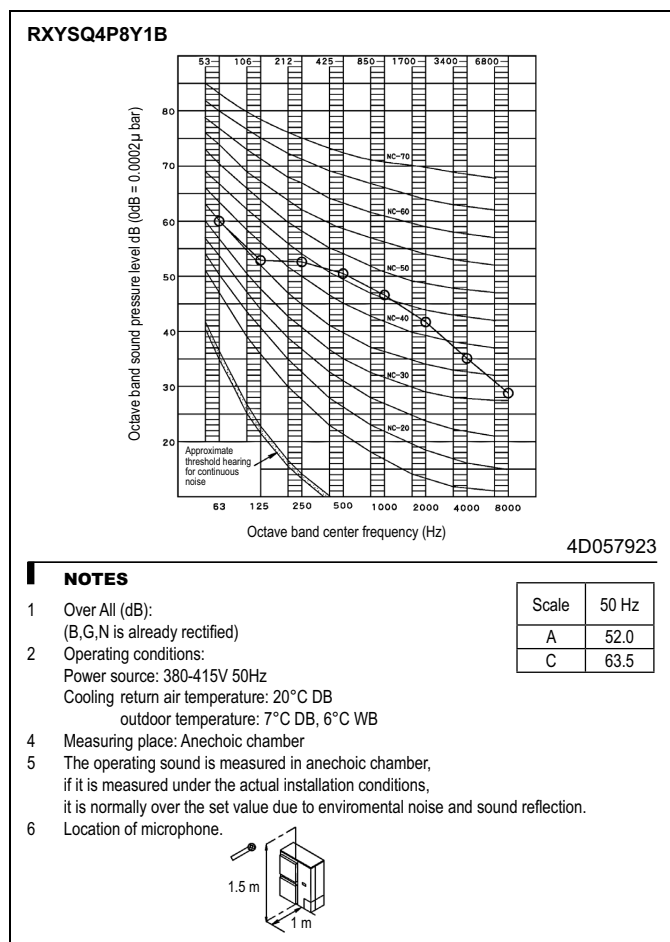 RXYSQ4P8Y1B
53 106 212 425 850 1700 3400 6800
Octave band sound pressure level dB (0dB = 0.0002μ bar)
80
70
60
50
40
30
20
NC-70
NC-60
NC-50
NC-40
NC-30
NC-20
Approximate
threshold hearing
for continuous
noise
63 125 250 500 1000 2000 4000 8000
Octave band center frequency (Hz)
4D057923
NOTES
1 Over All (dB):
(B,G,N is already rectified)
2 Operating conditions:
Power source: 380-415V 50Hz
Cooling return air temperature: 20°C DB
outdoor temperature: 7°C DB, 6°C WB
4 Measuring place: Anechoic chamber
5 The operating sound is measured in anechoic chamber,
if it is measured under the actual installation conditions,
it is normally over the set value due to enviromental noise and sound reflection.
6 Location of microphone.
Scale 50 Hz
A 52.0
C 63.5
1.5 m
1 m